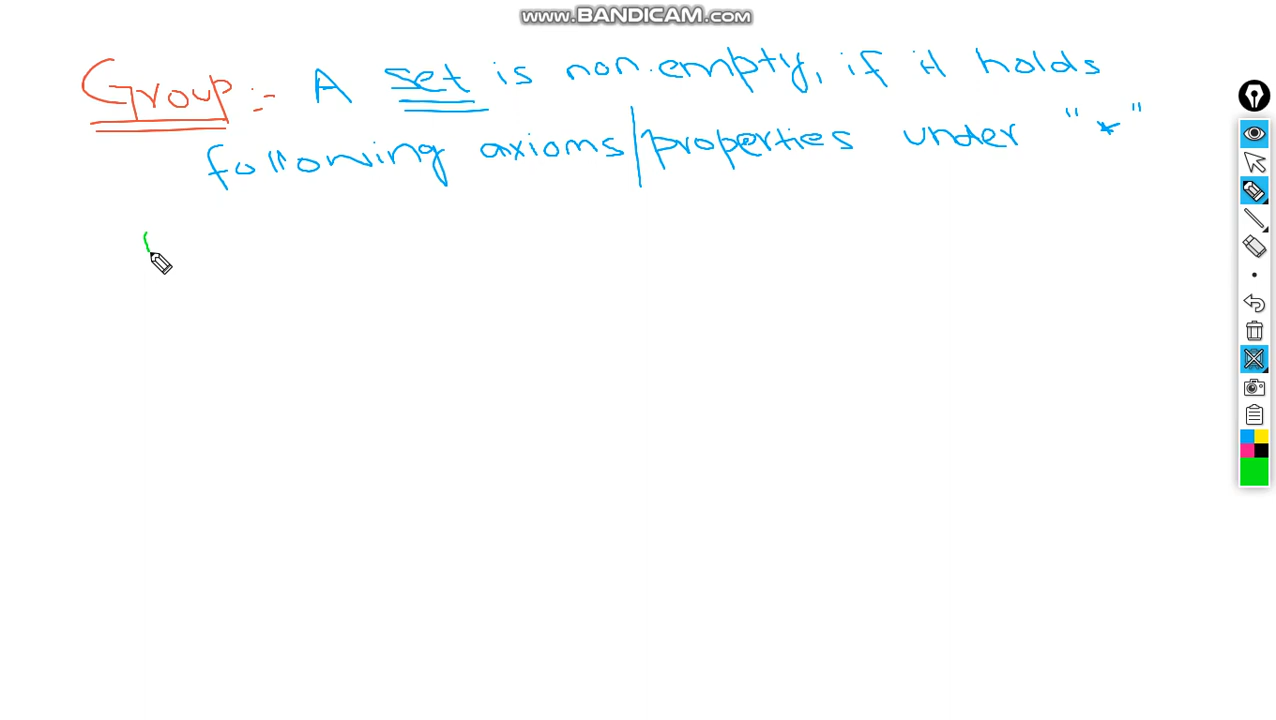 www.BANDICAM.com
Group:- A set is non.empty, if it holds
following axioms/properties under "*"